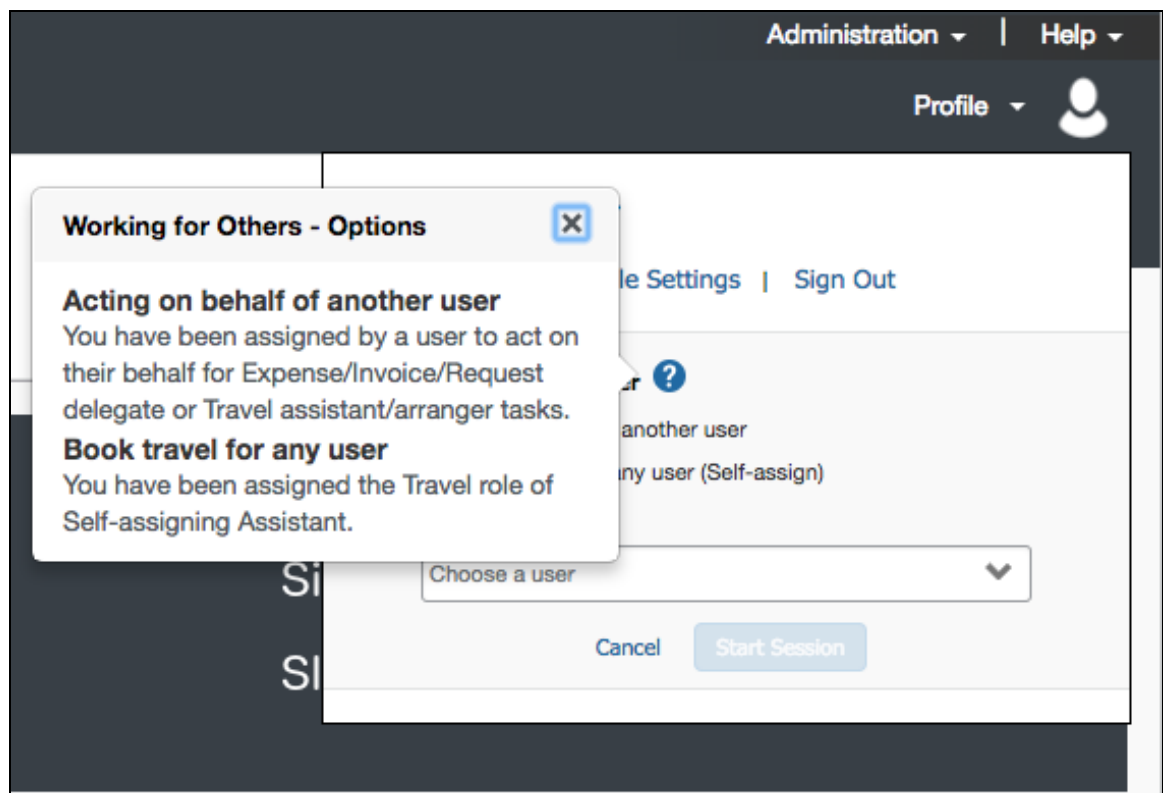 Administration | Help
Profile
Working for Others - Options
Acting on behalf of another user
You have been assigned by a user to act on
their behalf for Expense/Invoice/Request
delegate or Travel assistant/arranger tasks.
Book travel for any user
You have been assigned the Travel role of
Self-assigning Assistant.
Settings | Sign Out
?
another user
any user (Self-assign)
Choose a user
Cancel Start Session
Si